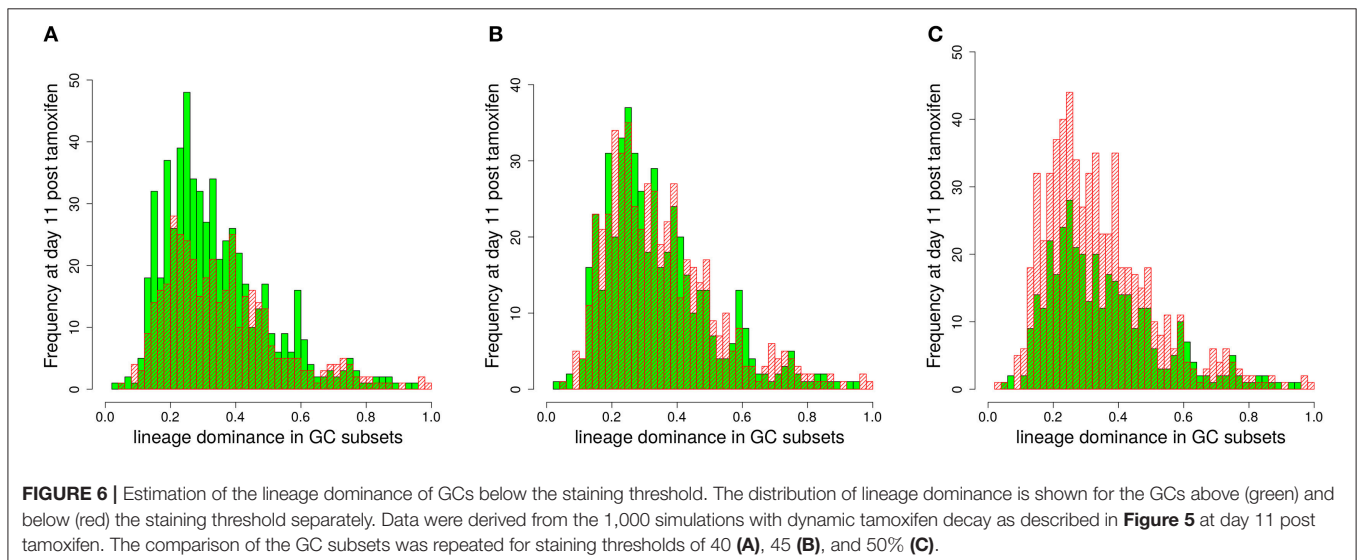 A
B
C
Frequency at day 11 post tamoxifen
0 10 20 30 40 50
0.0 0.2 0.4 0.6 0.8 1.0
lineage dominance in GC subsets
Frequency at day 11 post tamoxifen
0 10 20 30 40
0.0 0.2 0.4 0.6 0.8 1.0
lineage dominance in GC subsets
Frequency at day 11 post tamoxifen
0 10 20 30 40 50
0.0 0.2 0.4 0.6 0.8 1.0
lineage dominance in GC subsets
FIGURE 6 | Estimation of the lineage dominance of GCs below the staining threshold. The distribution of lineage dominance is shown for the GCs above (green) and
below (red) the staining threshold separately. Data were derived from the 1,000 simulations with dynamic tamoxifen decay as described in Figure 5 at day 11 post
tamoxifen. The comparison of the GC subsets was repeated for staining thresholds of 40 (A), 45 (B), and 50% (C).